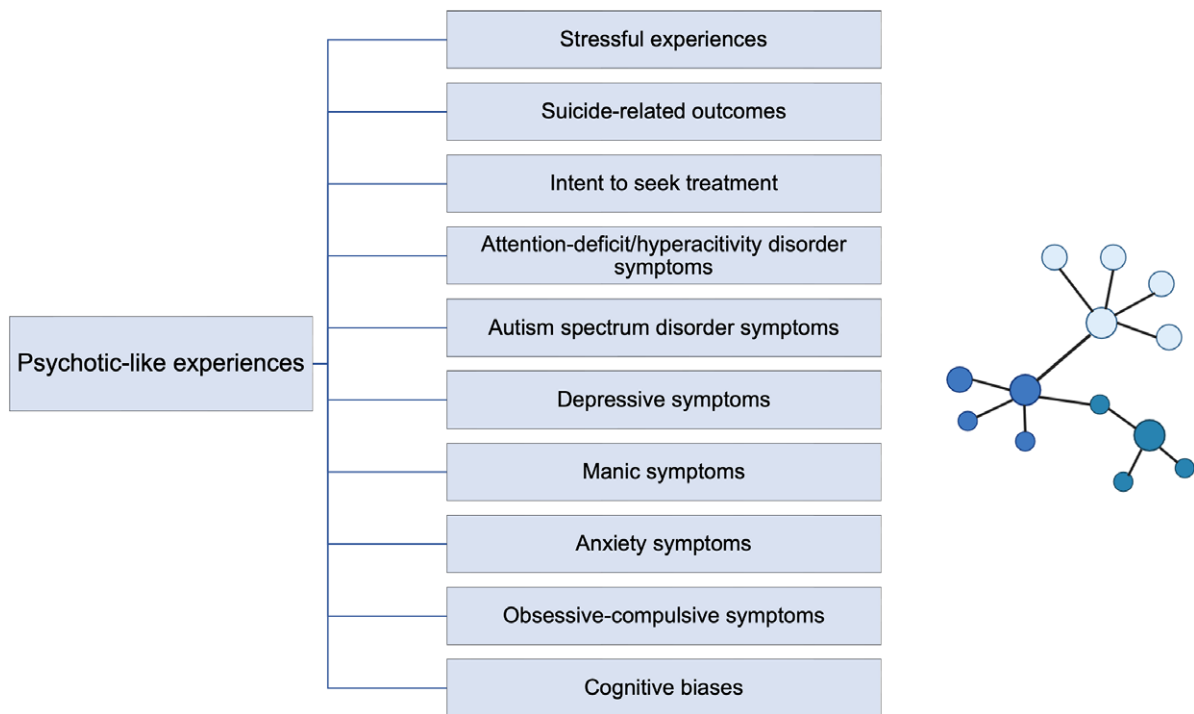 Stressful experiences
Suicide-related outcomes
Intent to seek treatment
Attention-deficit/hyperacitivity disorder
symptoms
Autism spectrum disorder symptoms
Psychotic-like experiences
Depressive symptoms
Manic symptoms
Anxiety symptoms
Obsessive-compulsive symptoms
Cognitive biases